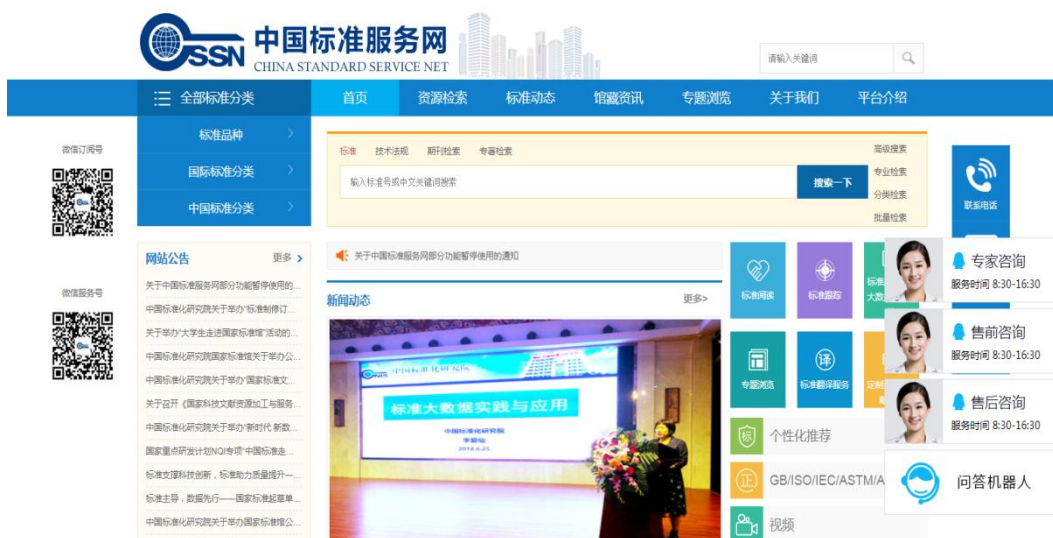 CSSN 中国标准服务网
CHINA STANDARD SERVICE NET
请输入关键词
全部标准分类
首页 资源检索 标准动态 馆藏资讯 专题浏览 关于我们 平台介绍
标准品种
国际标准分类
中国标准分类
微信订阅号
微信服务号
标准 技术法规 期刊检索 专著检索
输入标准号或中文关键词搜索
搜索一下
高级搜索
专业检索
分类检索
批量检索
联系电话
网站公告 更多
关于中国标准服务网部分功能暂停使用的...
中国标准化研究院关于举办“标准制修订...
关于举办“大学生走进国家标准馆”活动的...
中国标准化研究院国家标准馆关于举办公...
中国标准化研究院关于举办“国家标准文...
关于召开《国家科技文献资源加工与服务...
中国标准化研究院关于举办“新时代 新数...
国家重点研发计划NQI专项“中国标准走...
标准支撑科技创新，标准助力质量提升—...
标准主导，数据先行——国家标准起草单...
中国标准化研究院关于举办国家标准馆公...
关于中国标准服务网部分功能暂停使用的通知
新闻动态 更多>
中国标准化研究院
标准大数据实践与应用
中国标准化研究院
2018.6.25
标准阅读
标准跟踪
标准
大数
专题浏览
译
标准翻译服务
定制
标 个性化推荐
正 GB/ISO/IEC/ASTM/A
视频
专家咨询
服务时间 8:30-16:30
售前咨询
服务时间 8:30-16:30
售后咨询
服务时间 8:30-16:30
问答机器人